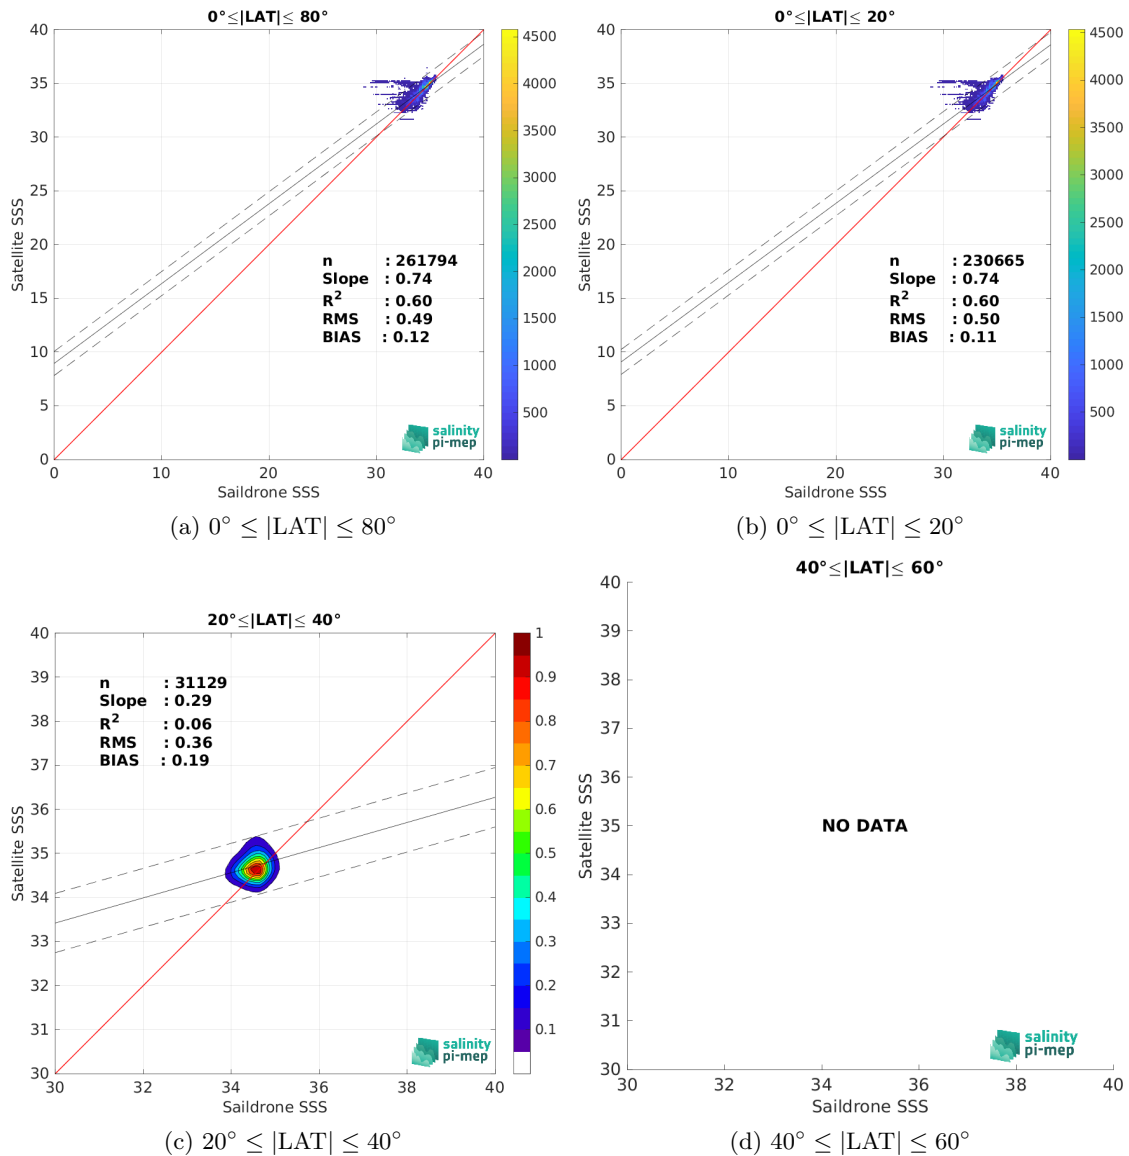 0°≤|LAT|≤ 80°
40
35
30
25
20
15
10
5
0
Satellite SSS
n : 261794
Slope : 0.74
R² : 0.60
RMS : 0.49
BIAS : 0.12
salinity
pi-mep
0 10 20 30 40
Saildrone SSS
4500
4000
3500
3000
2500
2000
1500
1000
500
(a) 0° ≤ |LAT| ≤ 80°
0°≤|LAT|≤ 20°
40
35
30
25
20
15
10
5
0
Satellite SSS
n : 230665
Slope : 0.74
R² : 0.60
RMS : 0.50
BIAS : 0.11
salinity
pi-mep
0 10 20 30 40
Saildrone SSS
4500
4000
3500
3000
2500
2000
1500
1000
500
(b) 0° ≤ |LAT| ≤ 20°
20°≤|LAT|≤ 40°
40
39
38
37
36
35
34
33
32
31
30
Satellite SSS
n : 31129
Slope : 0.29
R² : 0.06
RMS : 0.36
BIAS : 0.19
salinity
pi-mep
30 32 34 36 38 40
Saildrone SSS
1
0.9
0.8
0.7
0.6
0.5
0.4
0.3
0.2
0.1
(c) 20° ≤ |LAT| ≤ 40°
40°≤|LAT|≤ 60°
40
39
38
37
36
35
34
33
32
31
30
Satellite SSS
NO DATA
salinity
pi-mep
30 32 34 36 38 40
Saildrone SSS
(d) 40° ≤ |LAT| ≤ 60°